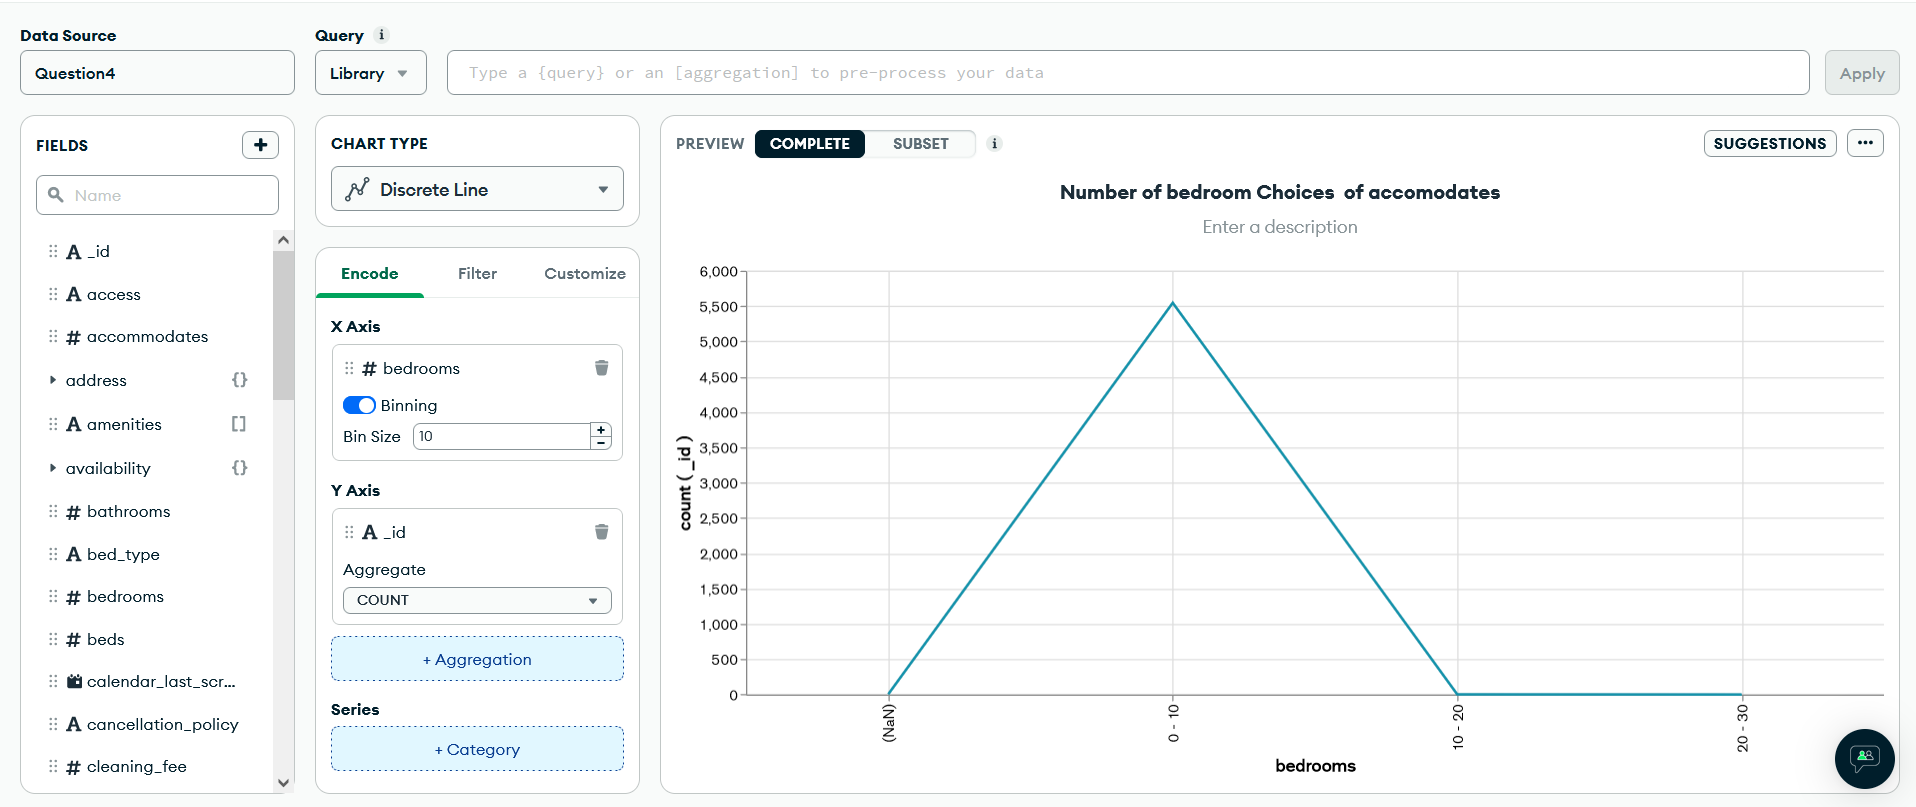 Data Source
Question4
Query i
Library
Type a {query} or an [aggregation] to pre-process your data
Apply
FIELDS
+
Name
A _id
A access
# accommodates
address {}
A amenities []
availability {}
# bathrooms
A bed_type
# bedrooms
# beds
calendar_last_scr...
A cancellation_policy
# cleaning_fee
CHART TYPE
Discrete Line
Encode Filter Customize
X Axis
# bedrooms
Binning
Bin Size 10 + −
Y Axis
A _id
Aggregate
COUNT
+ Aggregation
Series
+ Category
PREVIEW COMPLETE SUBSET i
SUGGESTIONS ...
Number of bedroom Choices  of accomodates
Enter a description
6,000
5,500
5,000
4,500
4,000
3,500
3,000
2,500
2,000
1,500
1,000
500
0
count ( _id )
(NaN) 0 - 10 10 - 20 20 - 30
bedrooms